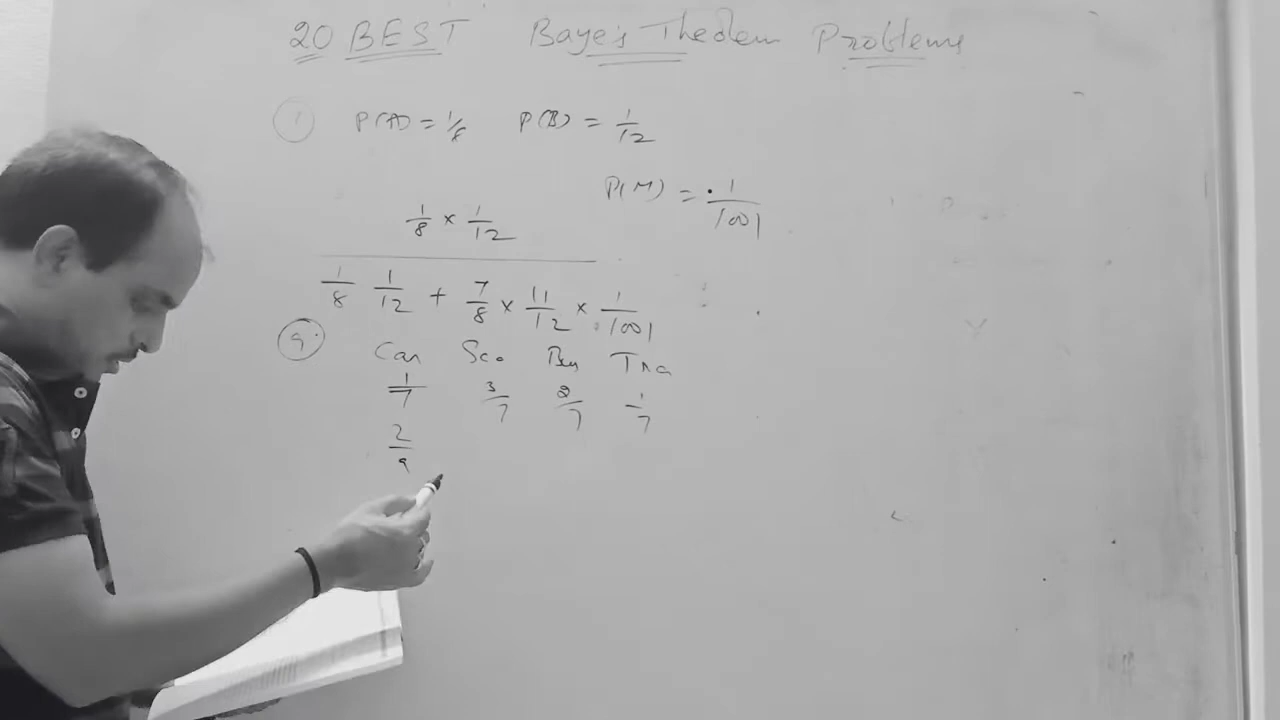 20 BEST Baye's Theorem Problems
① P(A) = 1/8 P(B) = 1/12
P(M) = 1/1001
1/8 × 1/12
1/8 1/12 + 7/8 × 11/12 × 1/1001
⑨ Car Sco Bus Tra
1/7 3/7 2/7 1/7
2/9